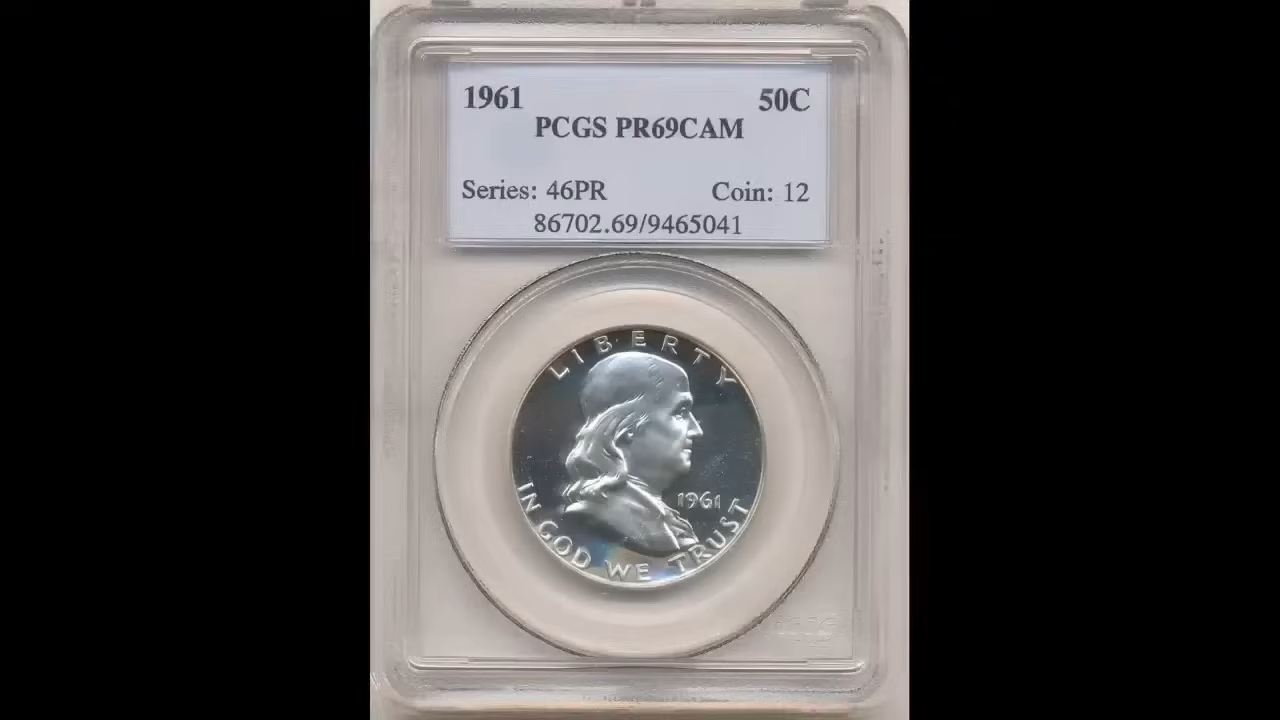 1961 50C
PCGS PR69CAM
Series: 46PR Coin: 12
86702.69/9465041
LIBERTY
1961
IN GOD WE TRUST